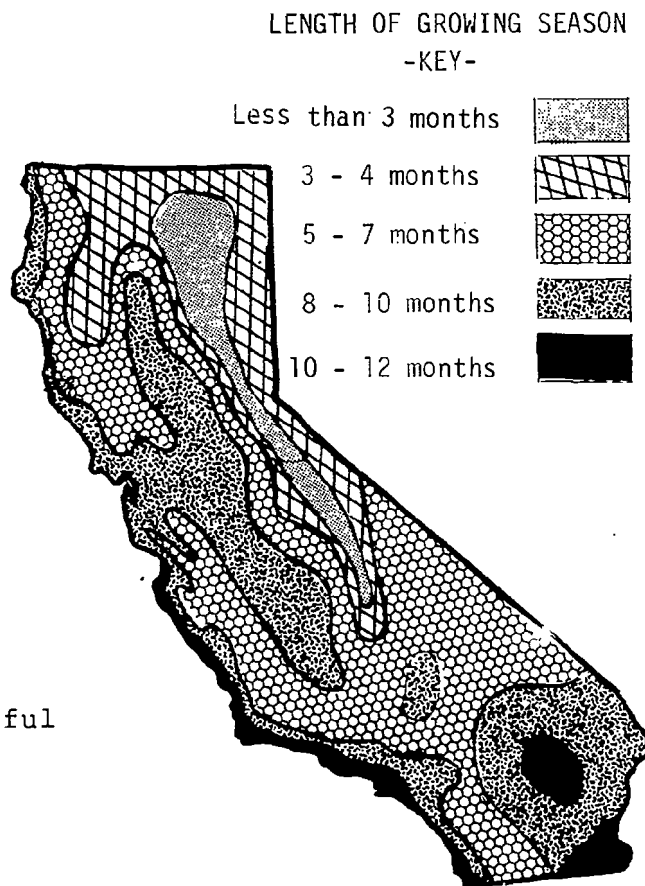 LENGTH OF GROWING SEASON
-KEY-
Less than 3 months
3 - 4 months
5 - 7 months
8 - 10 months
10 - 12 months
ful